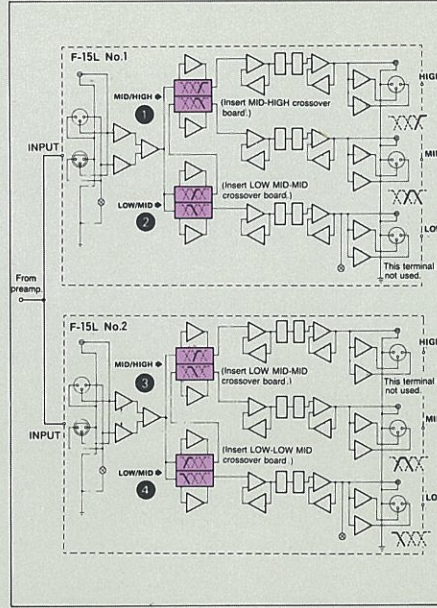 F-15L No.1
MID/HIGH
1
(Insert MID-HIGH crossover
board.)
INPUT
LOW/MID
2
(Insert LOW MID-MID
crossover board.)
HIGH
MID
LOW
This terminal
not used.
From
preamp.
F-15L No.2
MID/HIGH
3
(Insert LOW MID-MID
crossover board.)
INPUT
LOW/MID
4
(Insert LOW-LOW MID
crossover board.)
HIGH
This terminal
not used.
MID
LO